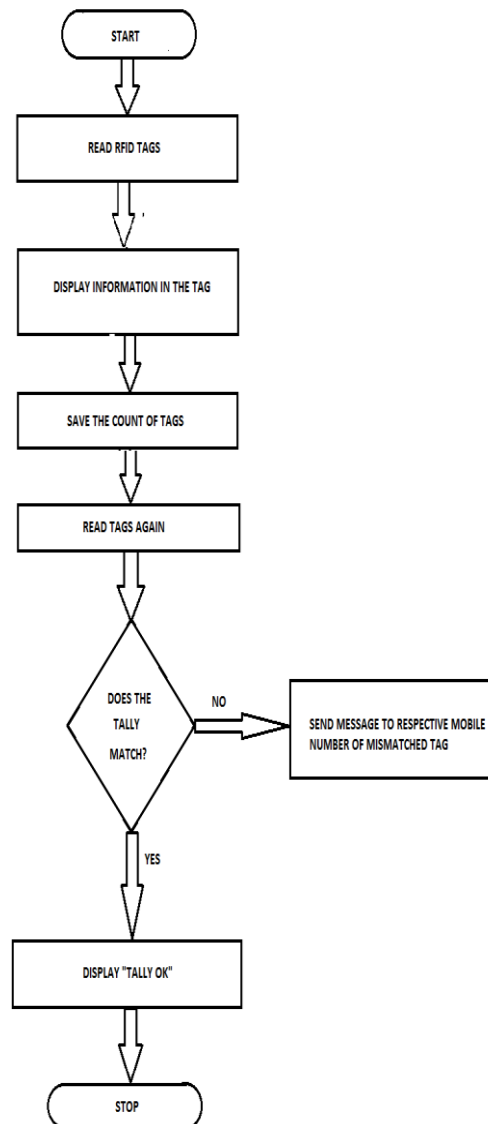 START
READ RFID TAGS
DISPLAY INFORMATION IN THE TAG
SAVE THE COUNT OF TAGS
READ TAGS AGAIN
DOES THE
TALLY
MATCH?
NO
SEND MESSAGE TO RESPECTIVE MOBILE
NUMBER OF MISMATCHED TAG
YES
DISPLAY "TALLY OK"
STOP